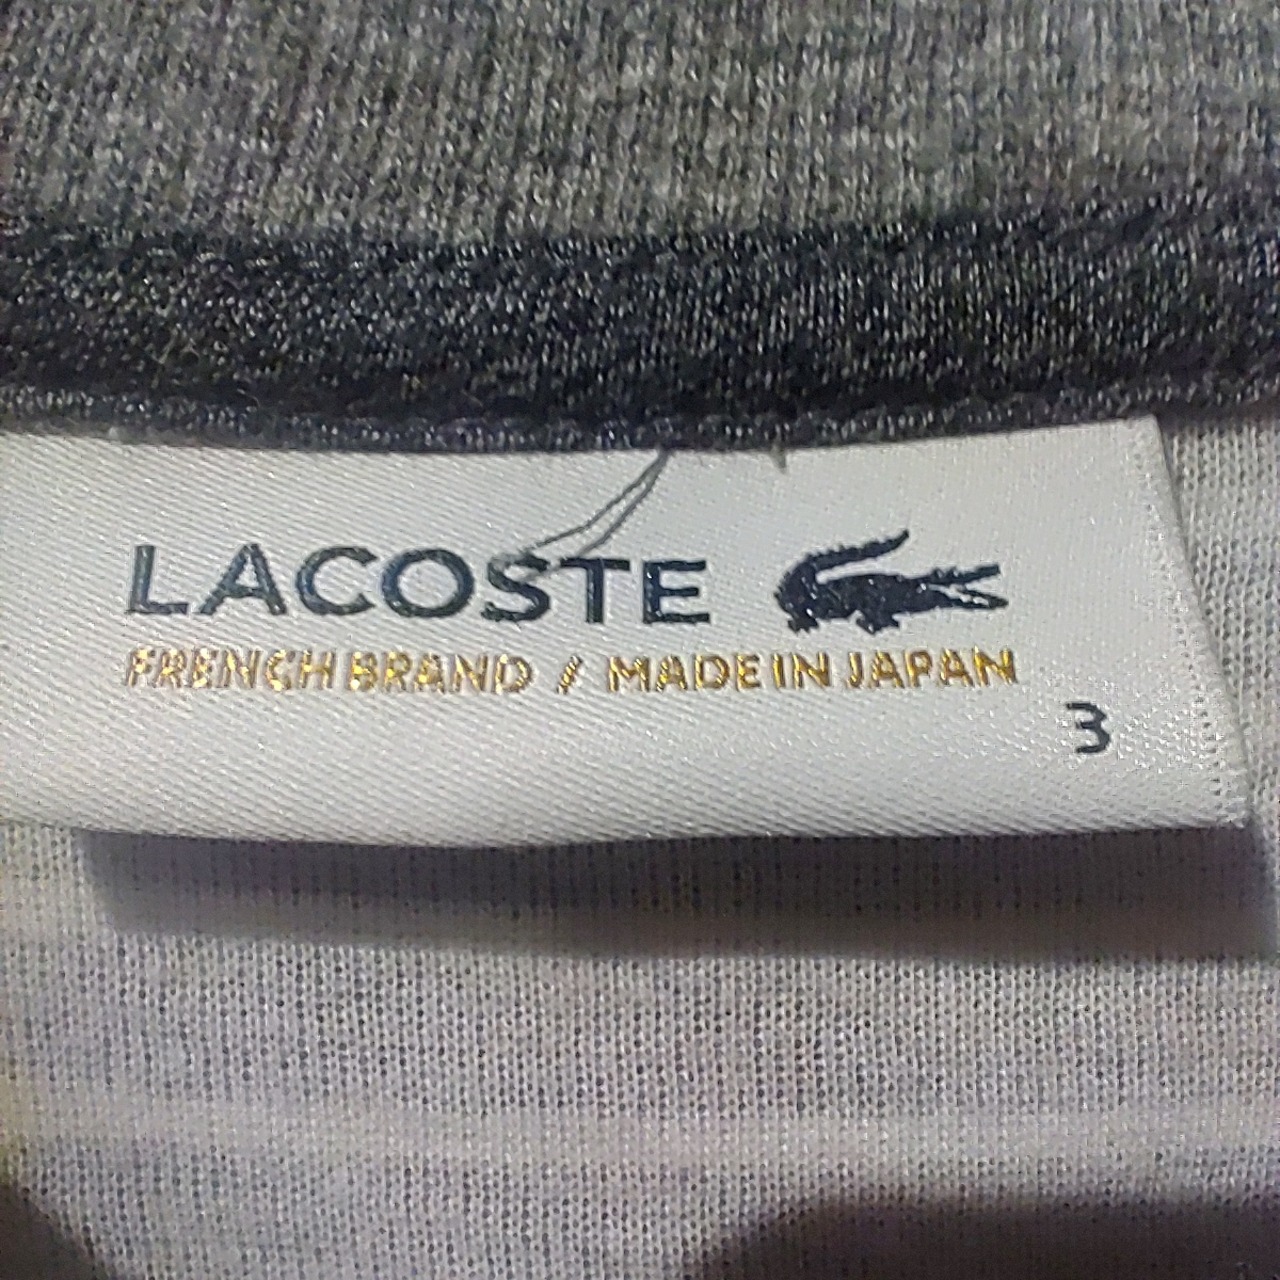 LACOSTE
FRENCH BRAND / MADE IN JAPAN
3